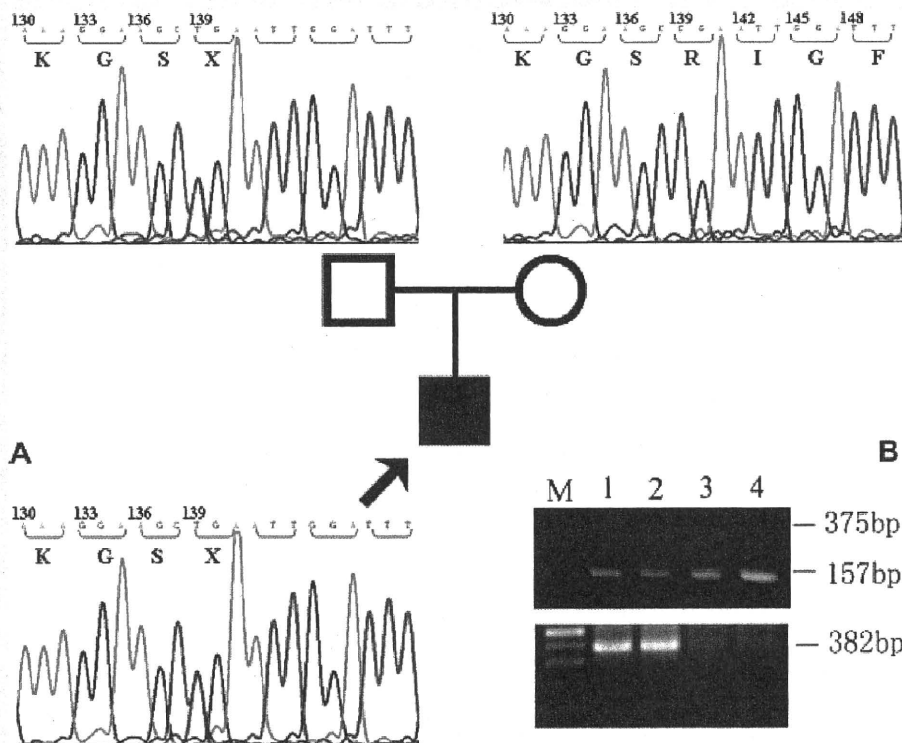 130 133 136 139
A A A G G A A G C T G A A T T G G A T T T
K G S X
130 133 136 139 142 145 148
A A A G G A A G C C G A A T T G G A T T T
K G S R I G F
A
130 133 136 139
A A A G G A A G C T G A A T T G G A T T T
K G S X
B
M 1 2 3 4
375bp
157bp
382bp